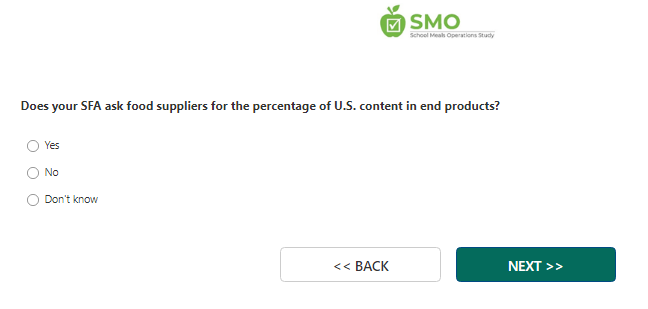 SMO
School Meals Operations Study
Does your SFA ask food suppliers for the percentage of U.S. content in end products?
Yes
No
Don't know
<< BACK
NEXT >>